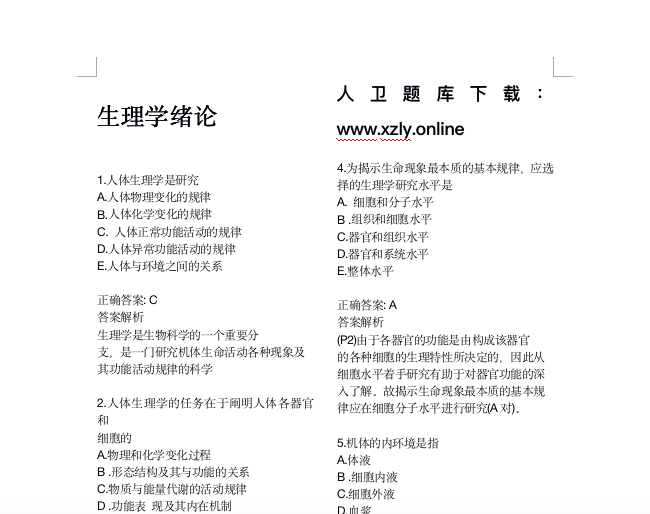 生理学绪论
1.人体生理学是研究
A.人体物理变化的规律
B.人体化学变化的规律
C. 人体正常功能活动的规律
D.人体异常功能活动的规律
E.人体与环境之间的关系
正确答案: C
答案解析
生理学是生物科学的一个重要分
支，是一门研究机体生命活动各种现象及
其功能活动规律的科学
2.人体生理学的任务在于阐明人体各器官
和
细胞的
A.物理和化学变化过程
B .形态结构及其与功能的关系
C.物质与能量代谢的活动规律
D .功能表 现及其内在机制
人卫题库下载：
www.xzly.online
4.为揭示生命现象最本质的基本规律，应选
择的生理学研究水平是
A. 细胞和分子水平
B .组织和细胞水平
C.器官和组织水平
D.器官和系统水平
E.整体水平
正确答案: A
答案解析
(P2)由于各器官的功能是由构成该器官
的各种细胞的生理特性所决定的，因此从
细胞水平着手研究有助于对器官功能的深
入了解。故揭示生命现象最本质的基本规
律应在细胞分子水平进行研究(A 对)。
5.机体的内环境是指
A.体液
B .细胞内液
C.细胞外液
D.血浆